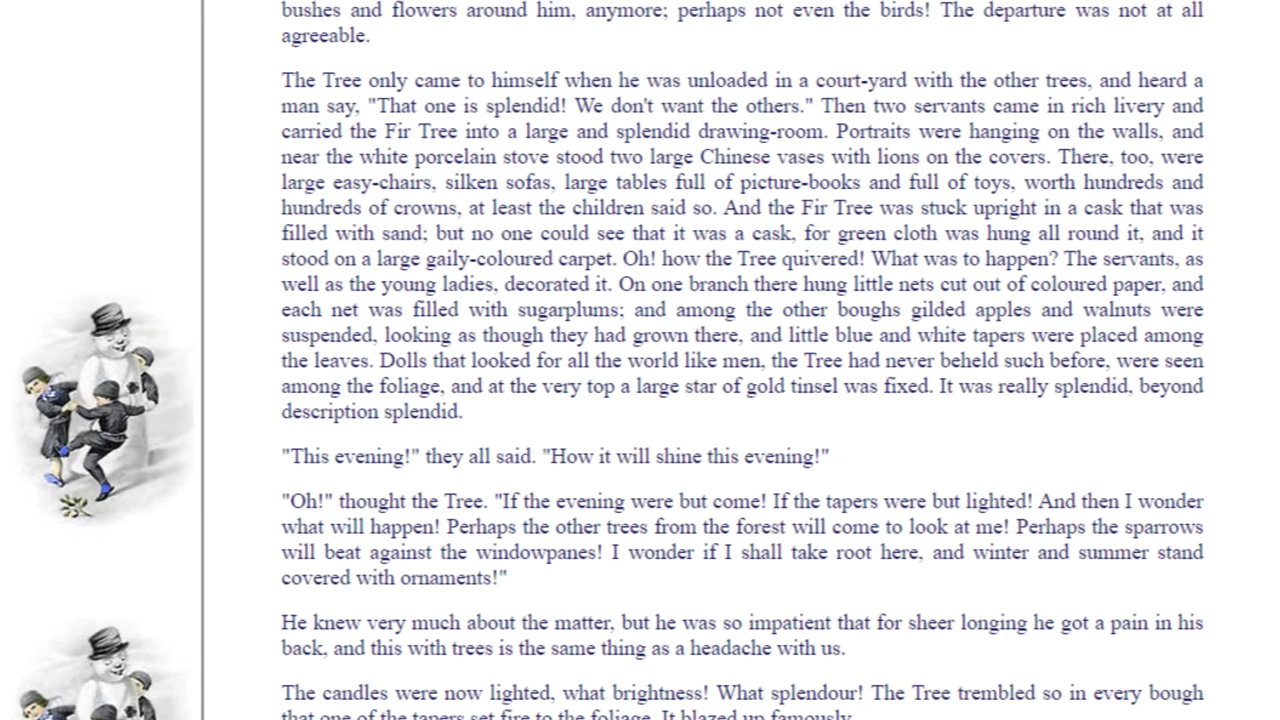 bushes and flowers around him, anymore; perhaps not even the birds! The departure was not at all
agreeable.
The Tree only came to himself when he was unloaded in a court-yard with the other trees, and heard a
man say, "That one is splendid! We don't want the others." Then two servants came in rich livery and
carried the Fir Tree into a large and splendid drawing-room. Portraits were hanging on the walls, and
near the white porcelain stove stood two large Chinese vases with lions on the covers. There, too, were
large easy-chairs, silken sofas, large tables full of picture-books and full of toys, worth hundreds and
hundreds of crowns, at least the children said so. And the Fir Tree was stuck upright in a cask that was
filled with sand; but no one could see that it was a cask, for green cloth was hung all round it, and it
stood on a large gaily-coloured carpet. Oh! how the Tree quivered! What was to happen? The servants, as
well as the young ladies, decorated it. On one branch there hung little nets cut out of coloured paper, and
each net was filled with sugarplums; and among the other boughs gilded apples and walnuts were
suspended, looking as though they had grown there, and little blue and white tapers were placed among
the leaves. Dolls that looked for all the world like men, the Tree had never beheld such before, were seen
among the foliage, and at the very top a large star of gold tinsel was fixed. It was really splendid, beyond
description splendid.
"This evening!" they all said. "How it will shine this evening!"
"Oh!" thought the Tree. "If the evening were but come! If the tapers were but lighted! And then I wonder
what will happen! Perhaps the other trees from the forest will come to look at me! Perhaps the sparrows
will beat against the windowpanes! I wonder if I shall take root here, and winter and summer stand
covered with ornaments!"
He knew very much about the matter, but he was so impatient that for sheer longing he got a pain in his
back, and this with trees is the same thing as a headache with us.
The candles were now lighted, what brightness! What splendour! The Tree trembled so in every bough
that one of the tapers set fire to the foliage. It blazed up famously.